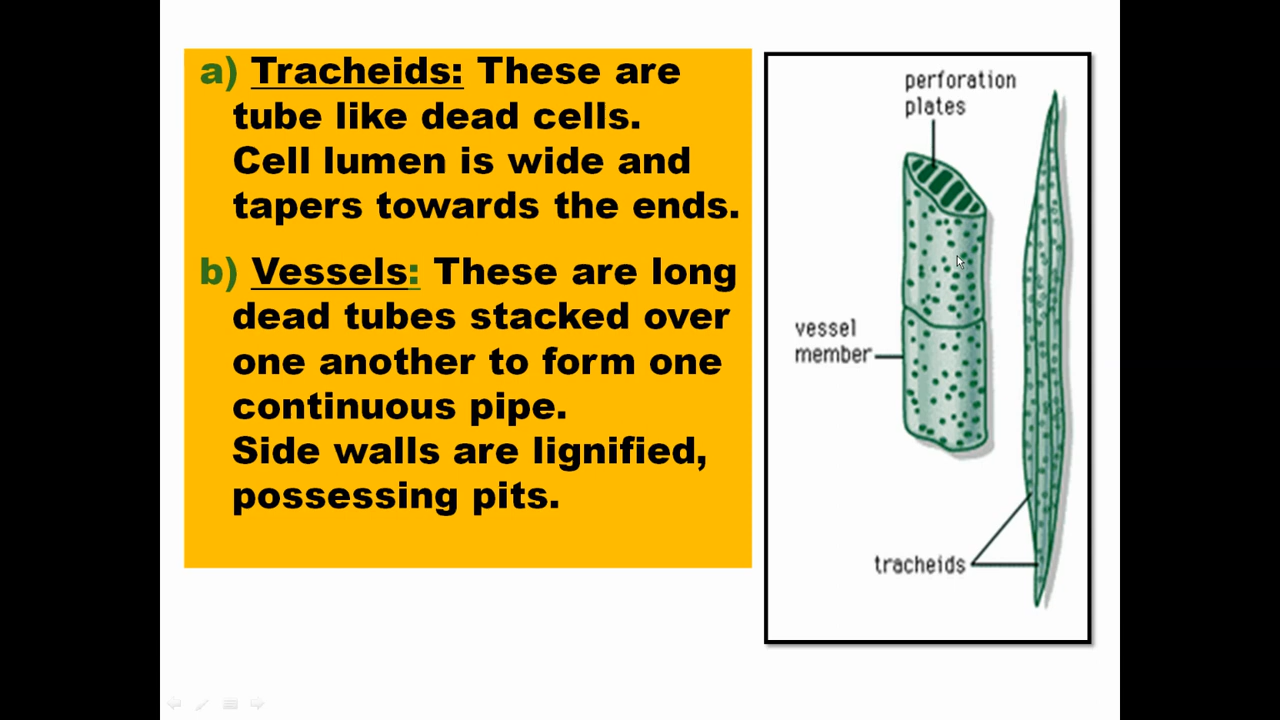 a) Tracheids: These are
tube like dead cells.
Cell lumen is wide and
tapers towards the ends.
b) Vessels: These are long
dead tubes stacked over
one another to form one
continuous pipe.
Side walls are lignified,
possessing pits.
perforation
plates
vessel
member
tracheids